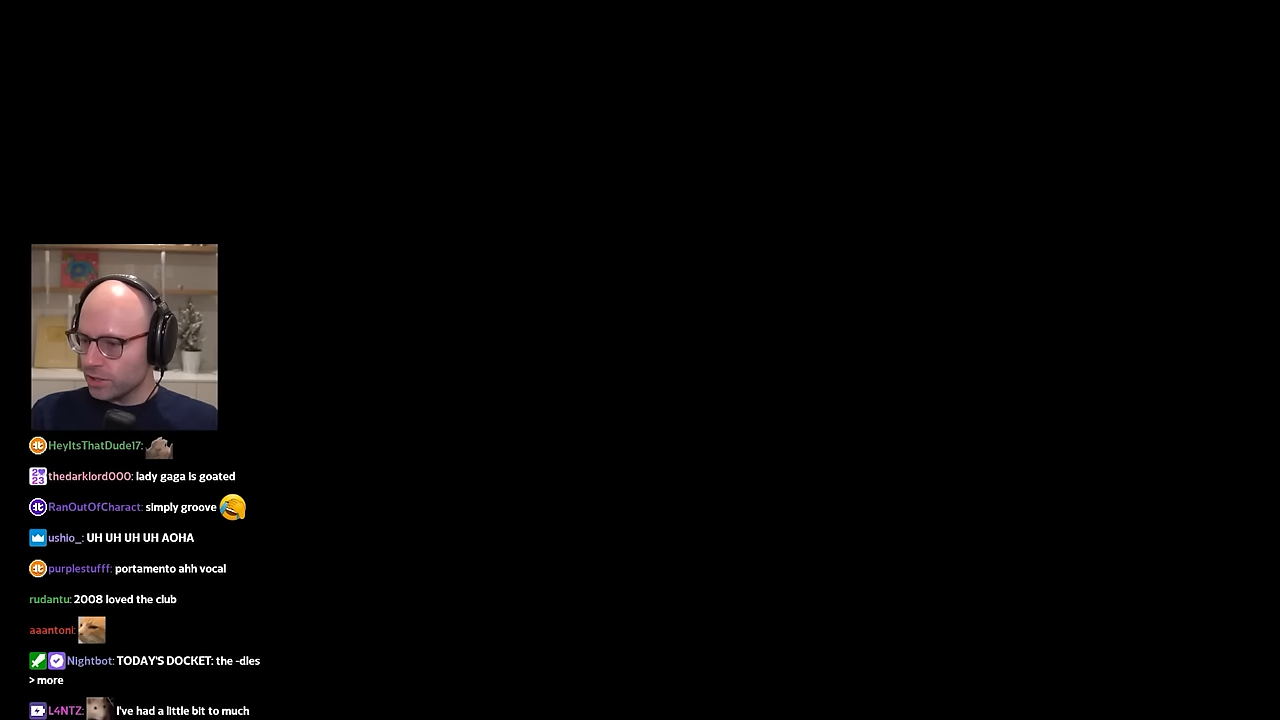 HeyItsThatDude17:
thedarklord000: lady gaga is goated
RanOutOfCharact: simply groove
ushio_: UH UH UH UH AOHA
purplestufff: portamento ahh vocal
rudantu: 2008 loved the club
aaantoni:
Nightbot: TODAY'S DOCKET: the -dles
> more
L4NTZ: I've had a little bit to much